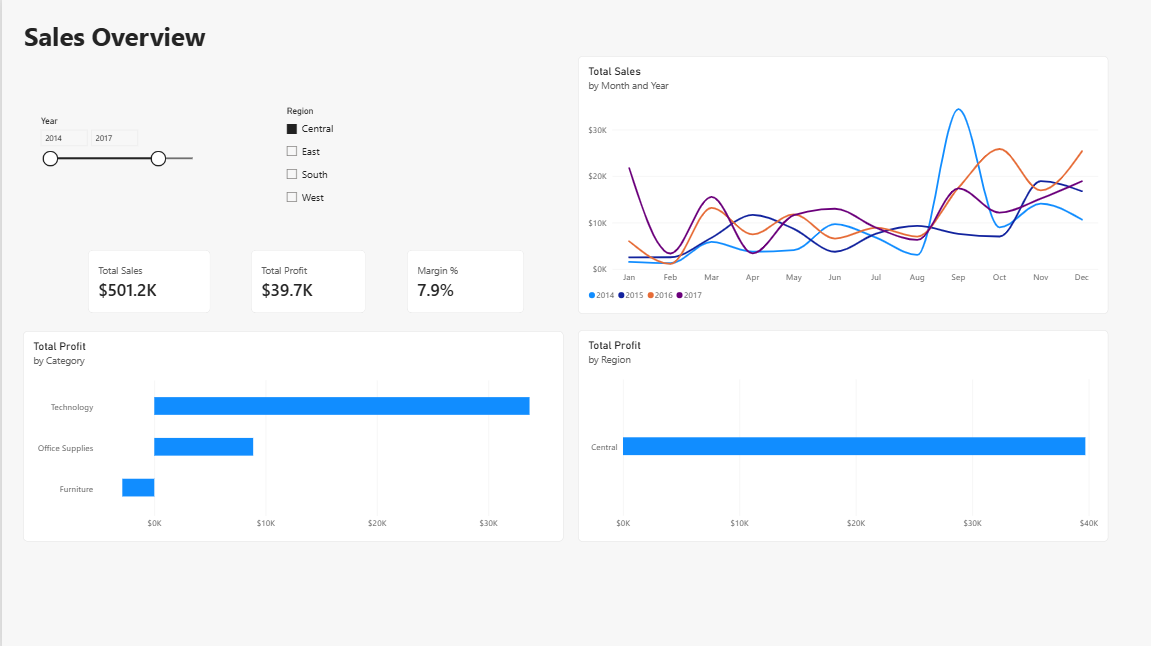 Sales Overview
Year
2014 2017
Region
Central
East
South
West
Total Sales
$501.2K
Total Profit
$39.7K
Margin %
7.9%
Total Sales
by Month and Year
$30K
$20K
$10K
$0K
Jan Feb Mar Apr May Jun Jul Aug Sep Oct Nov Dec
2014 2015 2016 2017
Total Profit
by Category
Technology
Office Supplies
Furniture
$0K $10K $20K $30K
Total Profit
by Region
Central
$0K $10K $20K $30K $40K